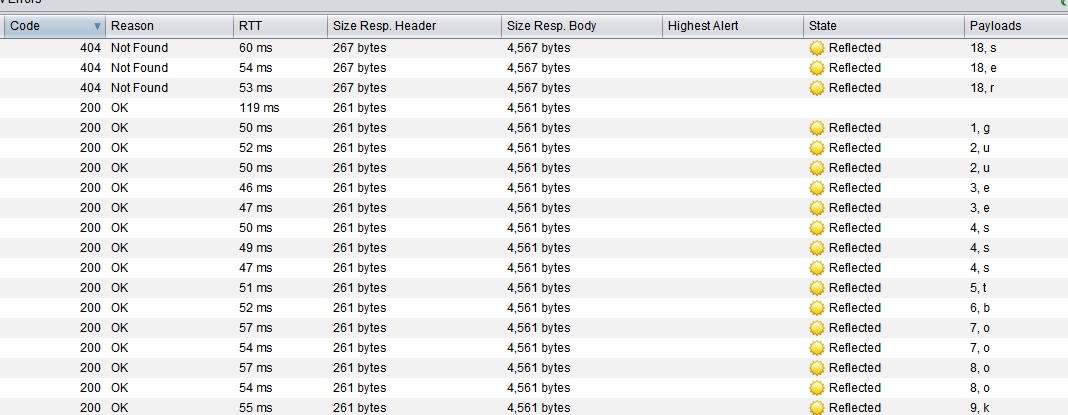 Errors
Code Reason RTT Size Resp. Header Size Resp. Body Highest Alert State Payloads
404 Not Found 60 ms 267 bytes 4,567 bytes Reflected 18, s
404 Not Found 54 ms 267 bytes 4,567 bytes Reflected 18, e
404 Not Found 53 ms 267 bytes 4,567 bytes Reflected 18, r
200 OK 119 ms 261 bytes 4,561 bytes
200 OK 50 ms 261 bytes 4,561 bytes Reflected 1, g
200 OK 52 ms 261 bytes 4,561 bytes Reflected 2, u
200 OK 50 ms 261 bytes 4,561 bytes Reflected 2, u
200 OK 46 ms 261 bytes 4,561 bytes Reflected 3, e
200 OK 47 ms 261 bytes 4,561 bytes Reflected 3, e
200 OK 50 ms 261 bytes 4,561 bytes Reflected 4, s
200 OK 49 ms 261 bytes 4,561 bytes Reflected 4, s
200 OK 47 ms 261 bytes 4,561 bytes Reflected 4, s
200 OK 51 ms 261 bytes 4,561 bytes Reflected 5, t
200 OK 52 ms 261 bytes 4,561 bytes Reflected 6, b
200 OK 57 ms 261 bytes 4,561 bytes Reflected 7, o
200 OK 54 ms 261 bytes 4,561 bytes Reflected 7, o
200 OK 57 ms 261 bytes 4,561 bytes Reflected 8, o
200 OK 54 ms 261 bytes 4,561 bytes Reflected 8, o
200 OK 55 ms 261 bytes 4,561 bytes Reflected 9, k